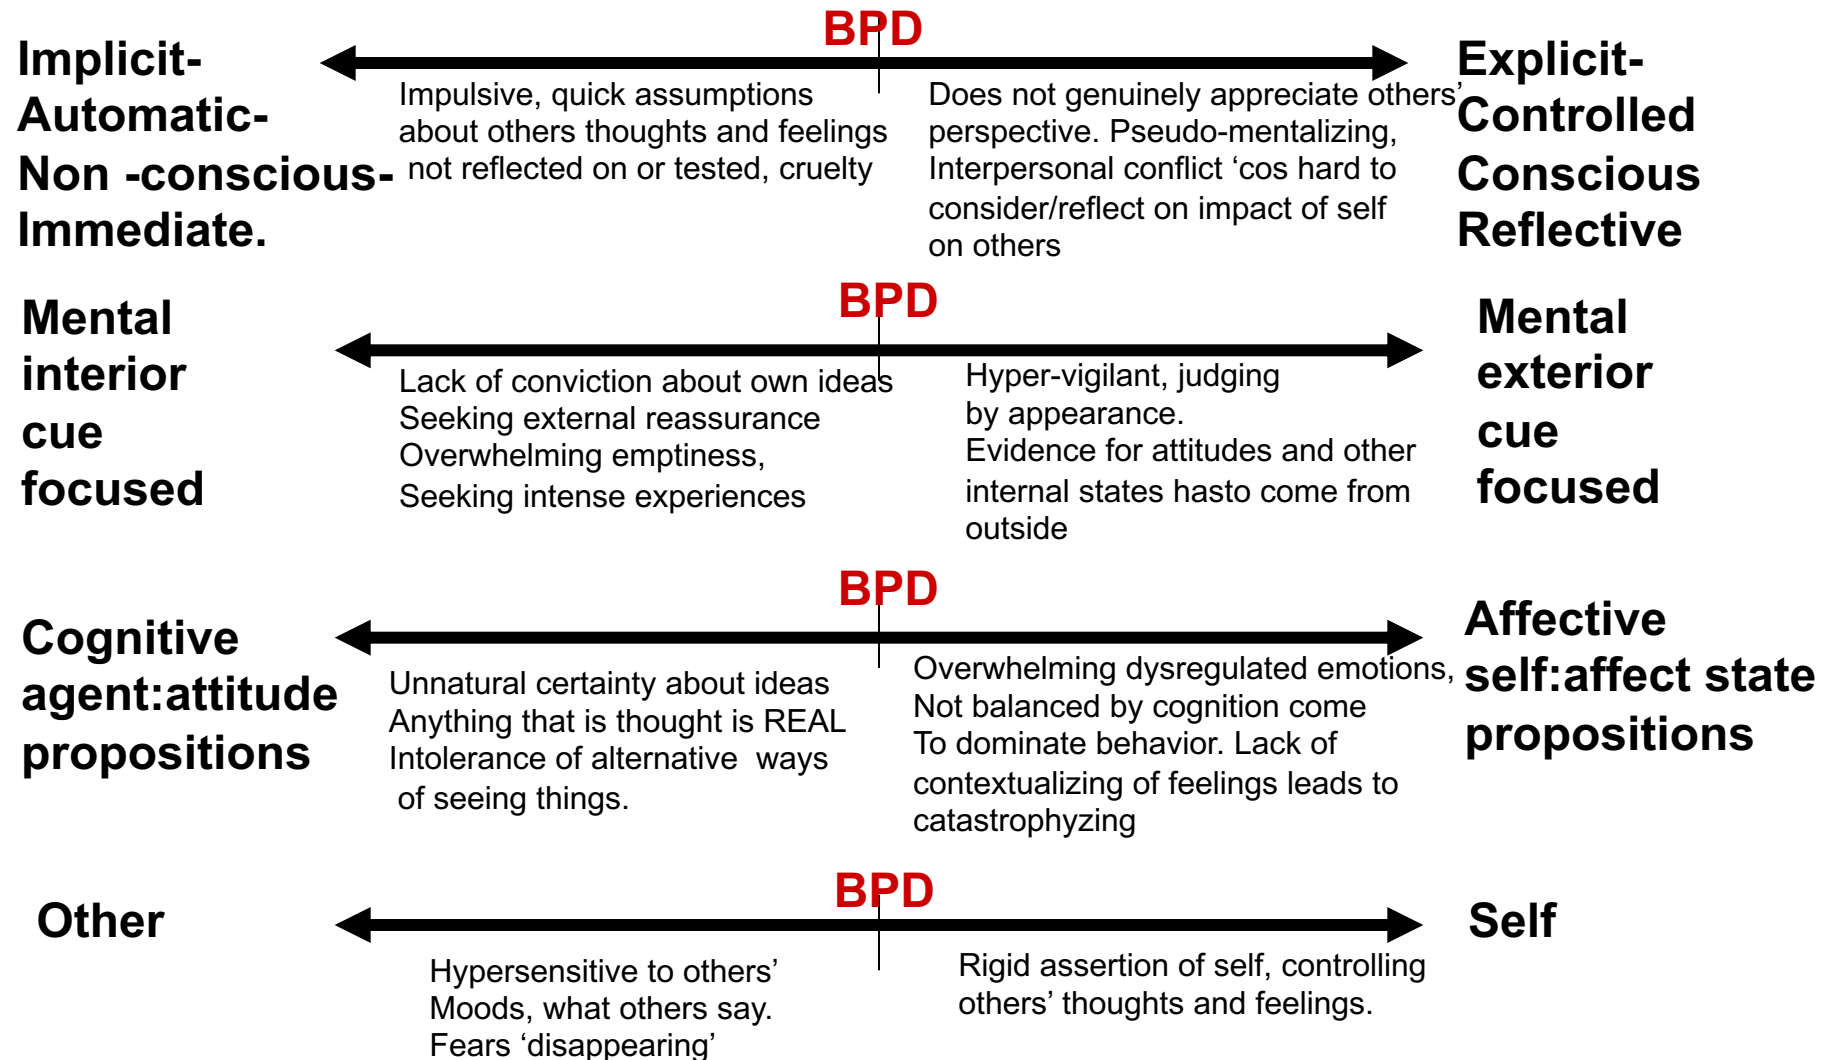 BPD
Implicit-
Automatic-
Non -conscious-
Immediate.
Impulsive, quick assumptions
about others thoughts and feelings
not reflected on or tested, cruelty
Does not genuinely appreciate others’
perspective. Pseudo-mentalizing,
Interpersonal conflict ‘cos hard to
consider/reflect on impact of self
on others
Explicit-
Controlled
Conscious
Reflective
BPD
Mental
interior
cue
focused
Lack of conviction about own ideas
Seeking external reassurance
Overwhelming emptiness,
Seeking intense experiences
Hyper-vigilant, judging
by appearance.
Evidence for attitudes and other
internal states hasto come from
outside
Mental
exterior
cue
focused
BPD
Cognitive
agent:attitude
propositions
Unnatural certainty about ideas
Anything that is thought is REAL
Intolerance of alternative ways
of seeing things.
Overwhelming dysregulated emotions,
Not balanced by cognition come
To dominate behavior. Lack of
contextualizing of feelings leads to
catastrophyzing
Affective
self:affect state
propositions
BPD
Other
Hypersensitive to others’
Moods, what others say.
Fears ‘disappearing’
Rigid assertion of self, controlling
others’ thoughts and feelings.
Self